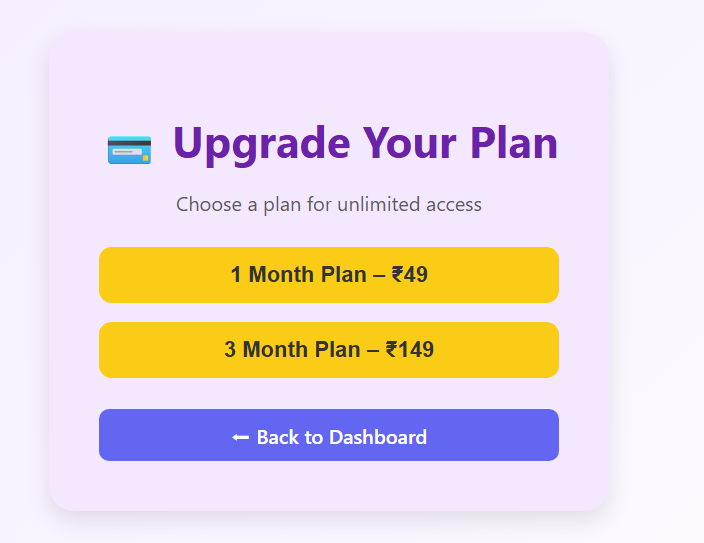 Upgrade Your Plan
Choose a plan for unlimited access
1 Month Plan – ₹49
3 Month Plan – ₹149
← Back to Dashboard